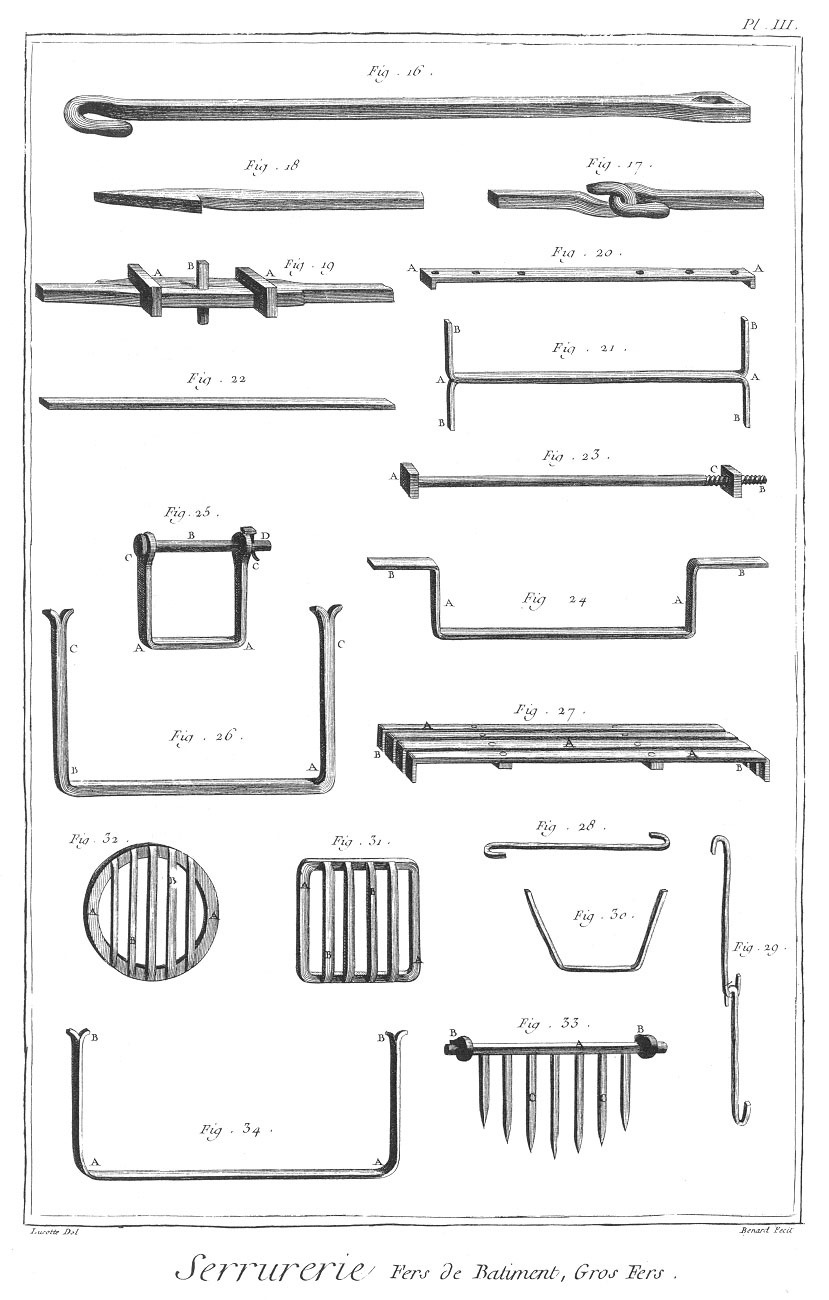 Pl . III .
Fig . 16 .
Fig . 18
Fig . 17 .
A
B
A
Fig . 19
Fig . 20 .
A
A
B
B
Fig . 21 .
A
A
B
B
Fig . 22
Fig . 23 .
A
C
B
Fig . 25 .
B
D
C
C
A
A
B
B
Fig 24
A
A
C
C
Fig . 26 .
B
A
Fig . 27 .
A
A
A
B
B
Fig . 32 .
B
A
A
B
Fig . 31 .
A
B
B
A
Fig . 28 .
Fig . 30 .
Fig . 29 .
Fig . 33 .
B
B
A
C
C
B
B
Fig . 34 .
A
A
Lucotte Del
Benard Fecit
Serrurerie Fers de Batiment, Gros Fers .